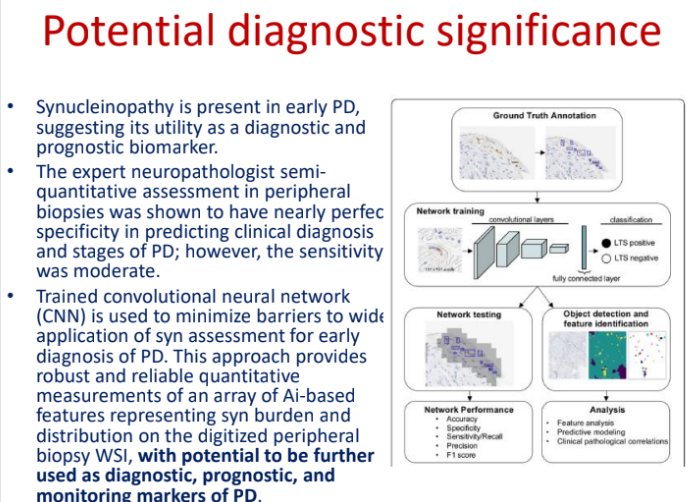 Potential diagnostic significance
• Synucleinopathy is present in early PD,
suggesting its utility as a diagnostic and
prognostic biomarker.
• The expert neuropathologist semi-
quantitative assessment in peripheral
biopsies was shown to have nearly perfec
specificity in predicting clinical diagnosis
and stages of PD; however, the sensitivity
was moderate.
• Trained convolutional neural network
(CNN) is used to minimize barriers to wide
application of syn assessment for early
diagnosis of PD. This approach provides
robust and reliable quantitative
measurements of an array of Ai-based
features representing syn burden and
distribution on the digitized peripheral
biopsy WSI, with potential to be further
used as diagnostic, prognostic, and
monitoring markers of PD.
Ground Truth Annotation
Network training
convolutional layers
classification
LTS positive
LTS negative
fully connected layer
Network testing
Object detection and
feature identification
Network Performance
• Accuracy
• Specificity
• Sensitivity/Recall
• Precision
• F1 score
Analysis
• Feature analysis
• Predictive modeling
• Clinical pathological correlations